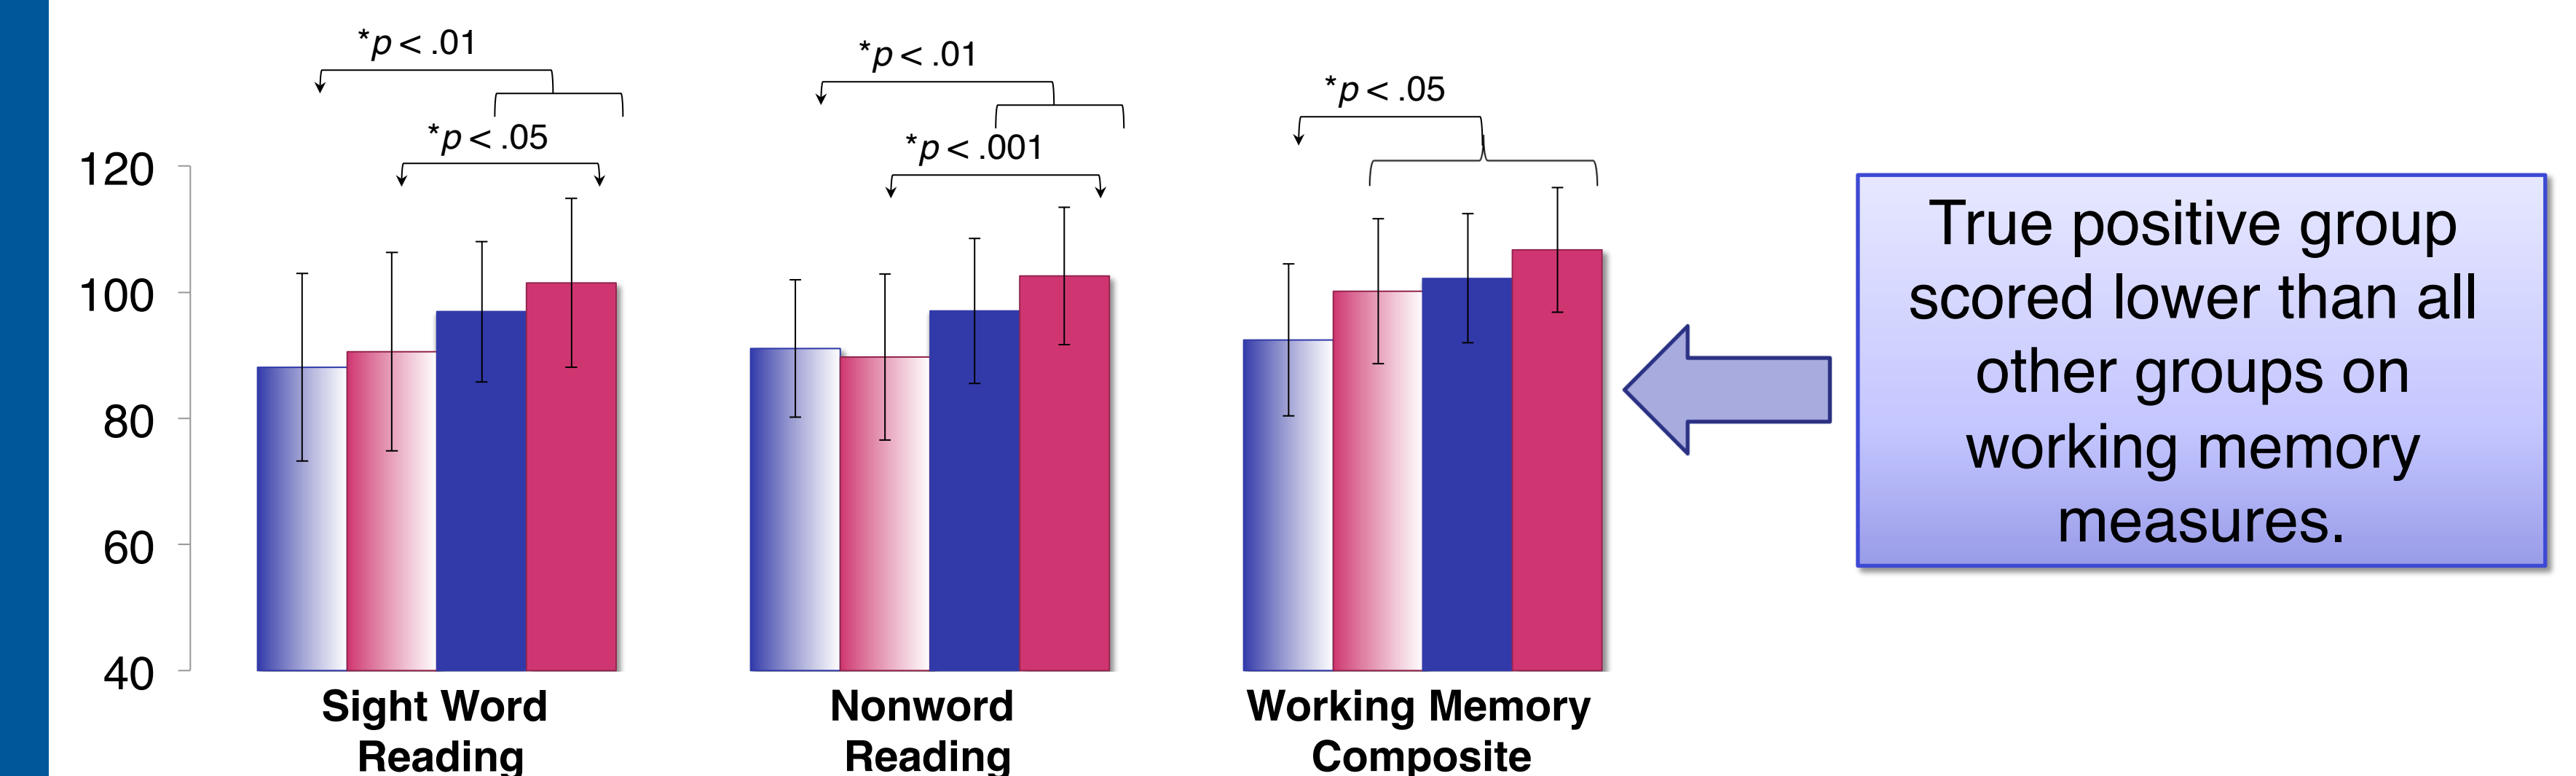 *p < .01
*p < .05
*p < .01
*p < .001
*p < .05
120
100
80
60
40
Sight Word
Reading
Nonword
Reading
Working Memory
Composite
True positive group
scored lower than all
other groups on
working memory
measures.